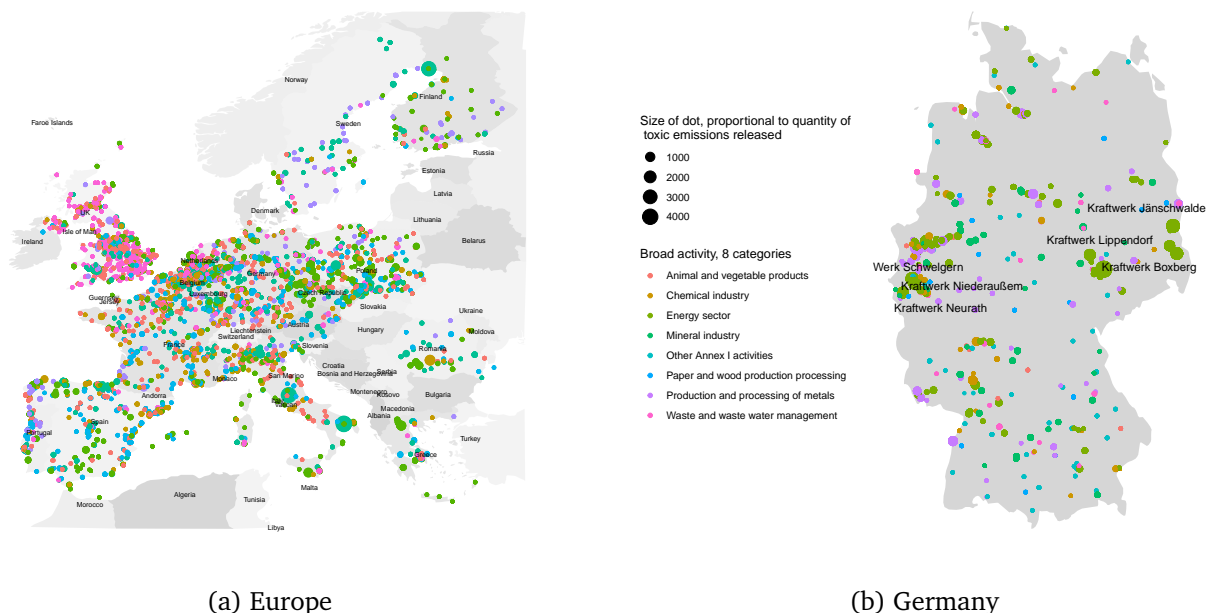 Norway
Faroe Islands
Finland
Sweden
Russia
Estonia
Latvia
Denmark
Lithuania
UK
Isle of Man
Ireland
Belarus
Netherlands
Germany
Poland
Belgium
Luxembourg
Guernsey
Jersey
Czech Republic
Slovakia
Ukraine
Liechtenstein
Austria
Hungary
Moldova
France
Switzerland
Slovenia
Romania
Croatia
San Marino
Bosnia and Herzegovina
Serbia
Monaco
Andorra
Montenegro
Kosovo
Bulgaria
Vatican
Macedonia
Albania
Portugal
Spain
Turkey
Greece
Malta
Algeria
Tunisia
Morocco
Libya
(a) Europe
Size of dot, proportional to quantity of
toxic emissions released
1000
2000
3000
4000
Broad activity, 8 categories
Animal and vegetable products
Chemical industry
Energy sector
Mineral industry
Other Annex I activities
Paper and wood production processing
Production and processing of metals
Waste and waste water management
Kraftwerk Jänschwalde
Kraftwerk Lippendorf
Werk Schwelgern
Kraftwerk Boxberg
Kraftwerk Niederaußem
Kraftwerk Neurath
(b) Germany